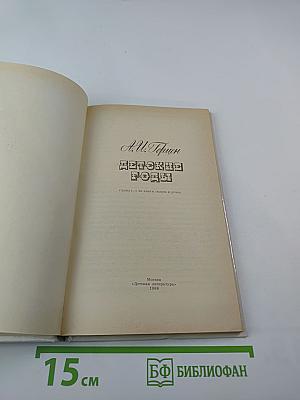 А.И. Герцен
ДЕТСКИЕ
ГОДЫ
Москва
«Детская литература»
15 см
БФ БИБЛИОФАН